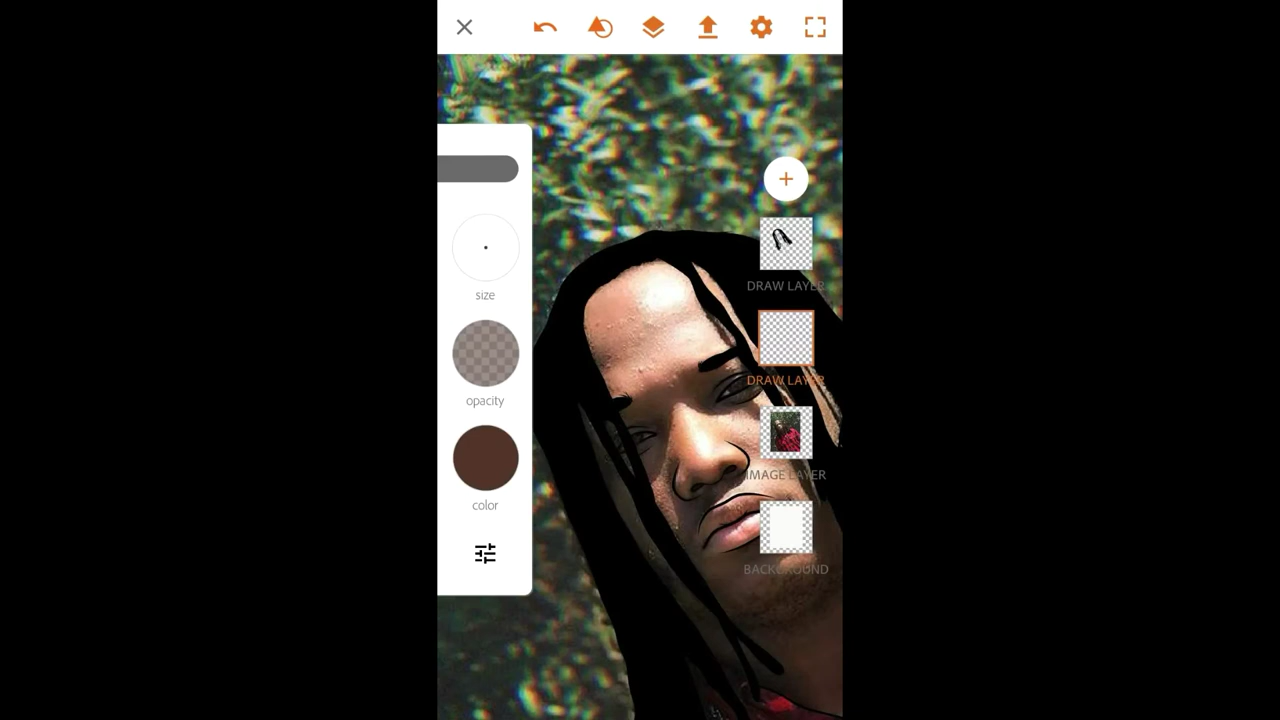 size
opacity
color
DRAW LAYER
DRAW LAYER
IMAGE LAYER
BACKGROUND